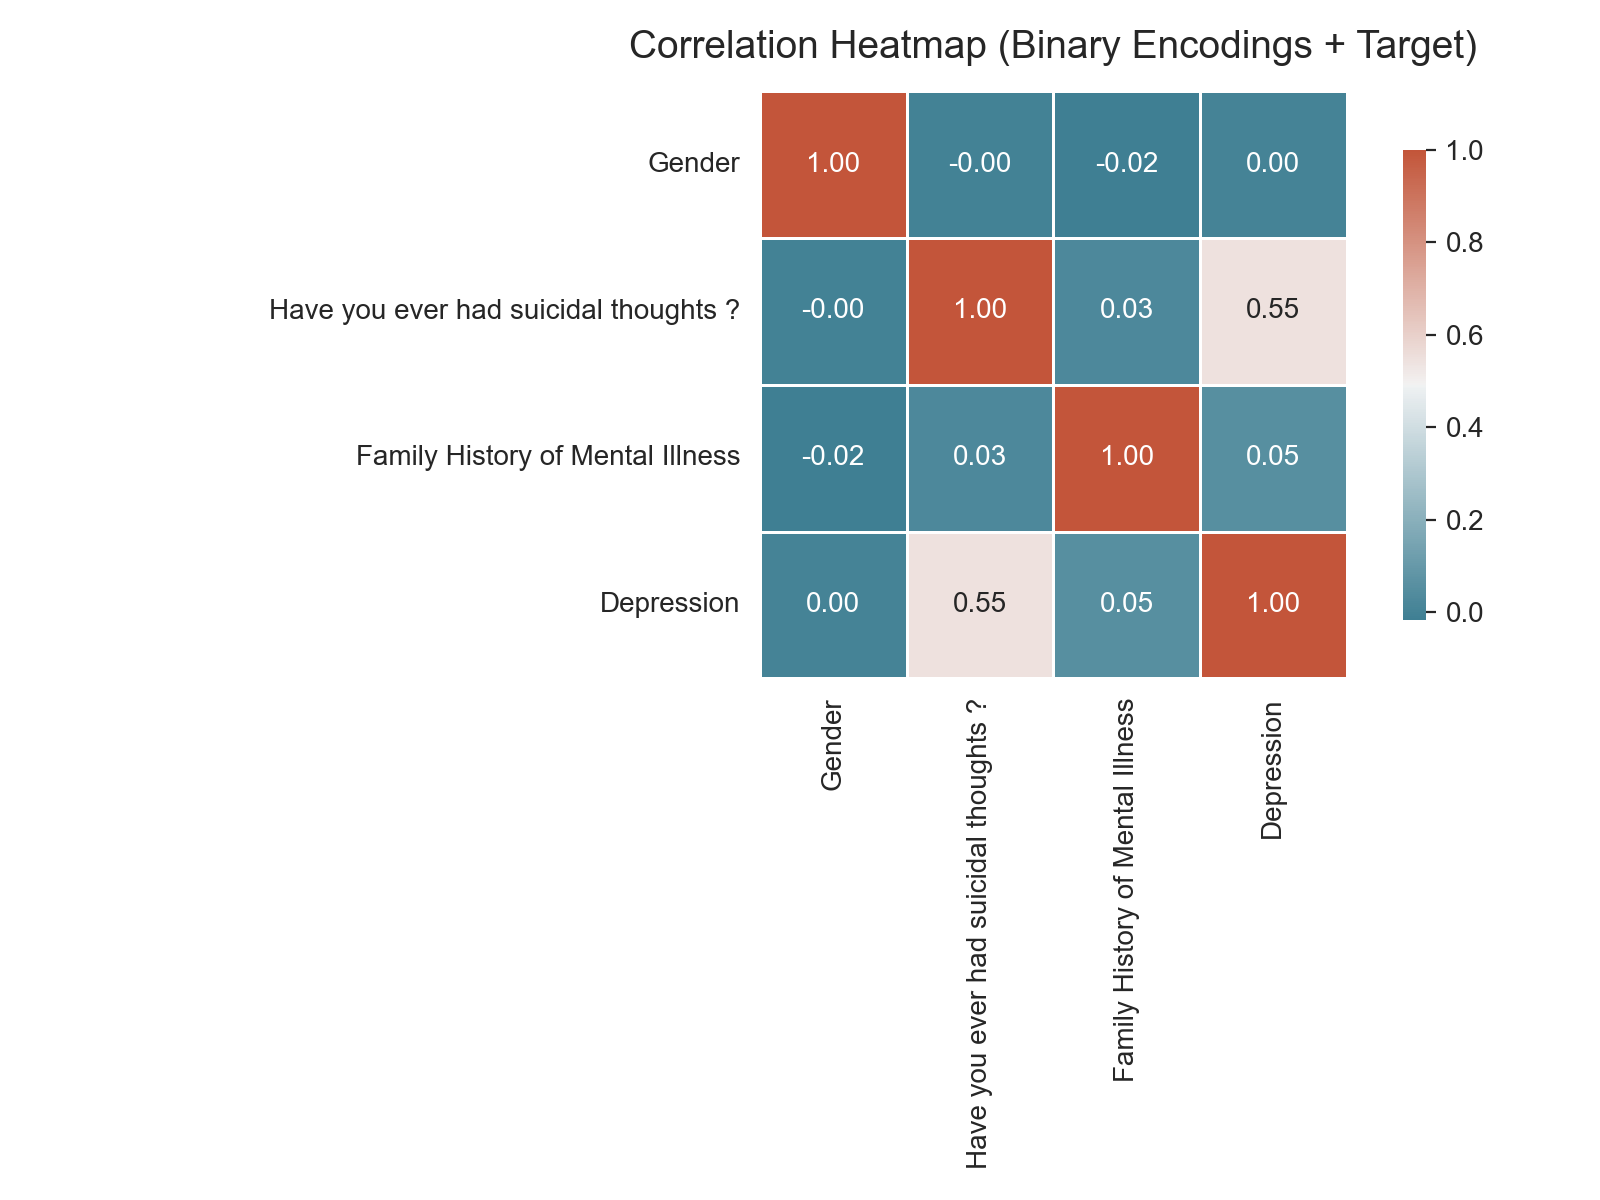 Correlation Heatmap (Binary Encodings + Target)
Gender 1.00 -0.00 -0.02 0.00
Have you ever had suicidal thoughts ? -0.00 1.00 0.03 0.55
Family History of Mental Illness -0.02 0.03 1.00 0.05
Depression 0.00 0.55 0.05 1.00
Gender
Have you ever had suicidal thoughts ?
Family History of Mental Illness
Depression
1.0
0.8
0.6
0.4
0.2
0.0